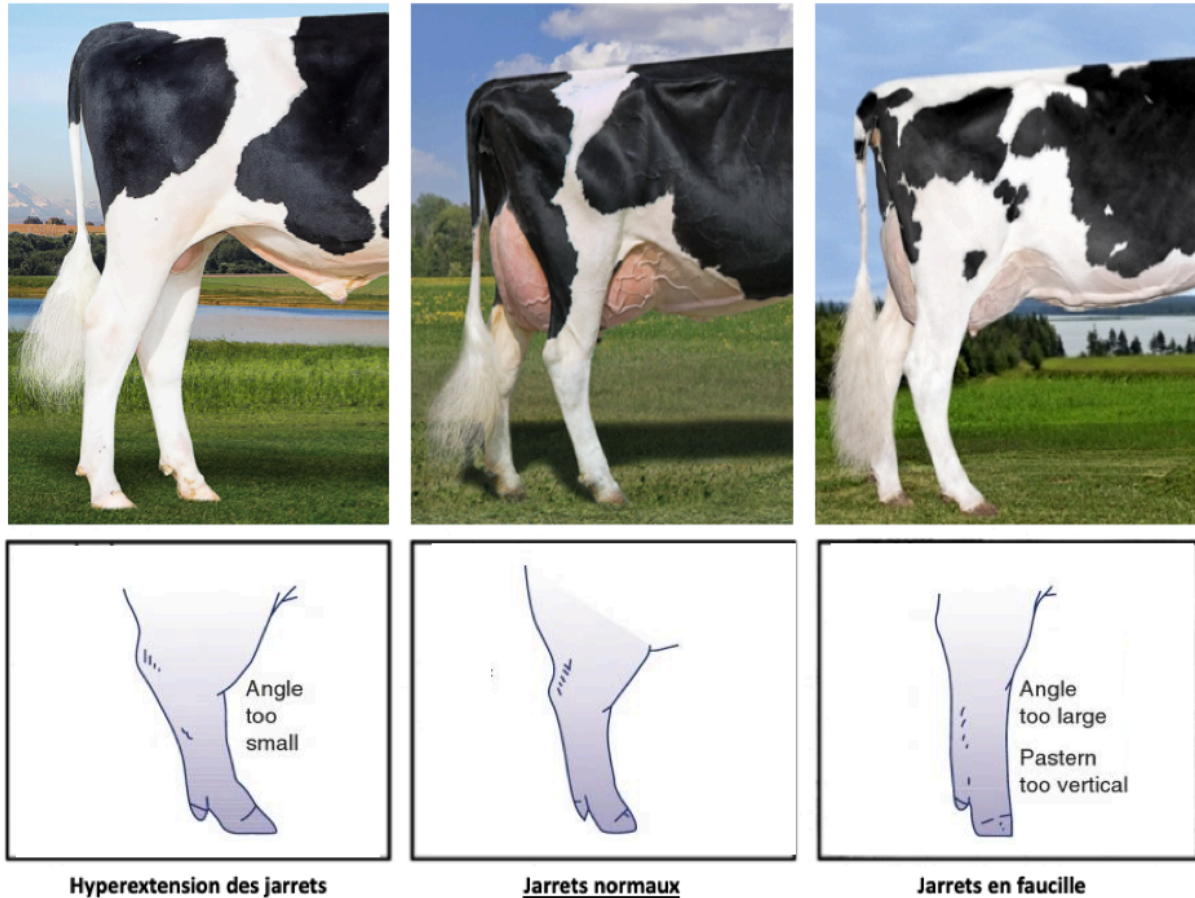 Angle
too
small
Angle
too large
Pastern
too vertical
Hyperextension des jarrets
Jarrets normaux
Jarrets en faucille